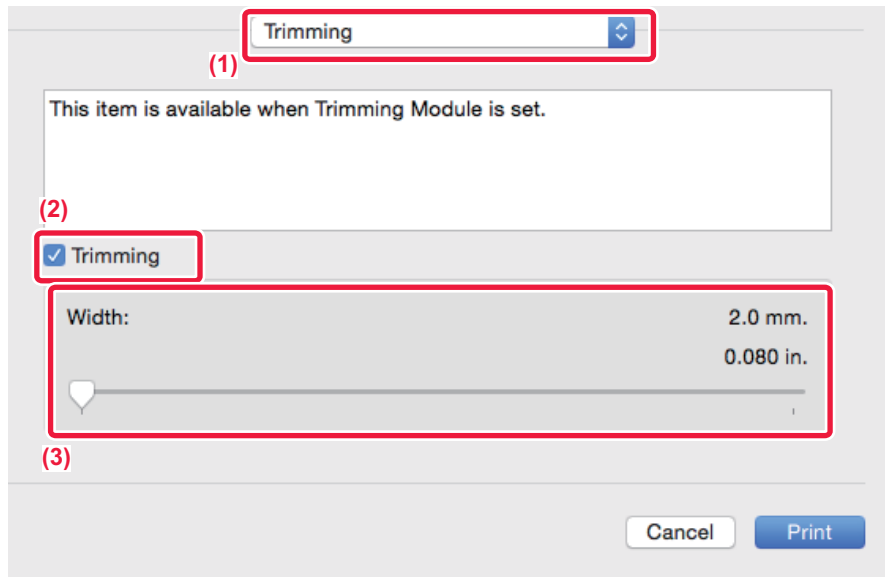 Trimming
(1)
This item is available when Trimming Module is set.
(2)
Trimming
Width: 2.0 mm.
0.080 in.
(3)
Cancel Print